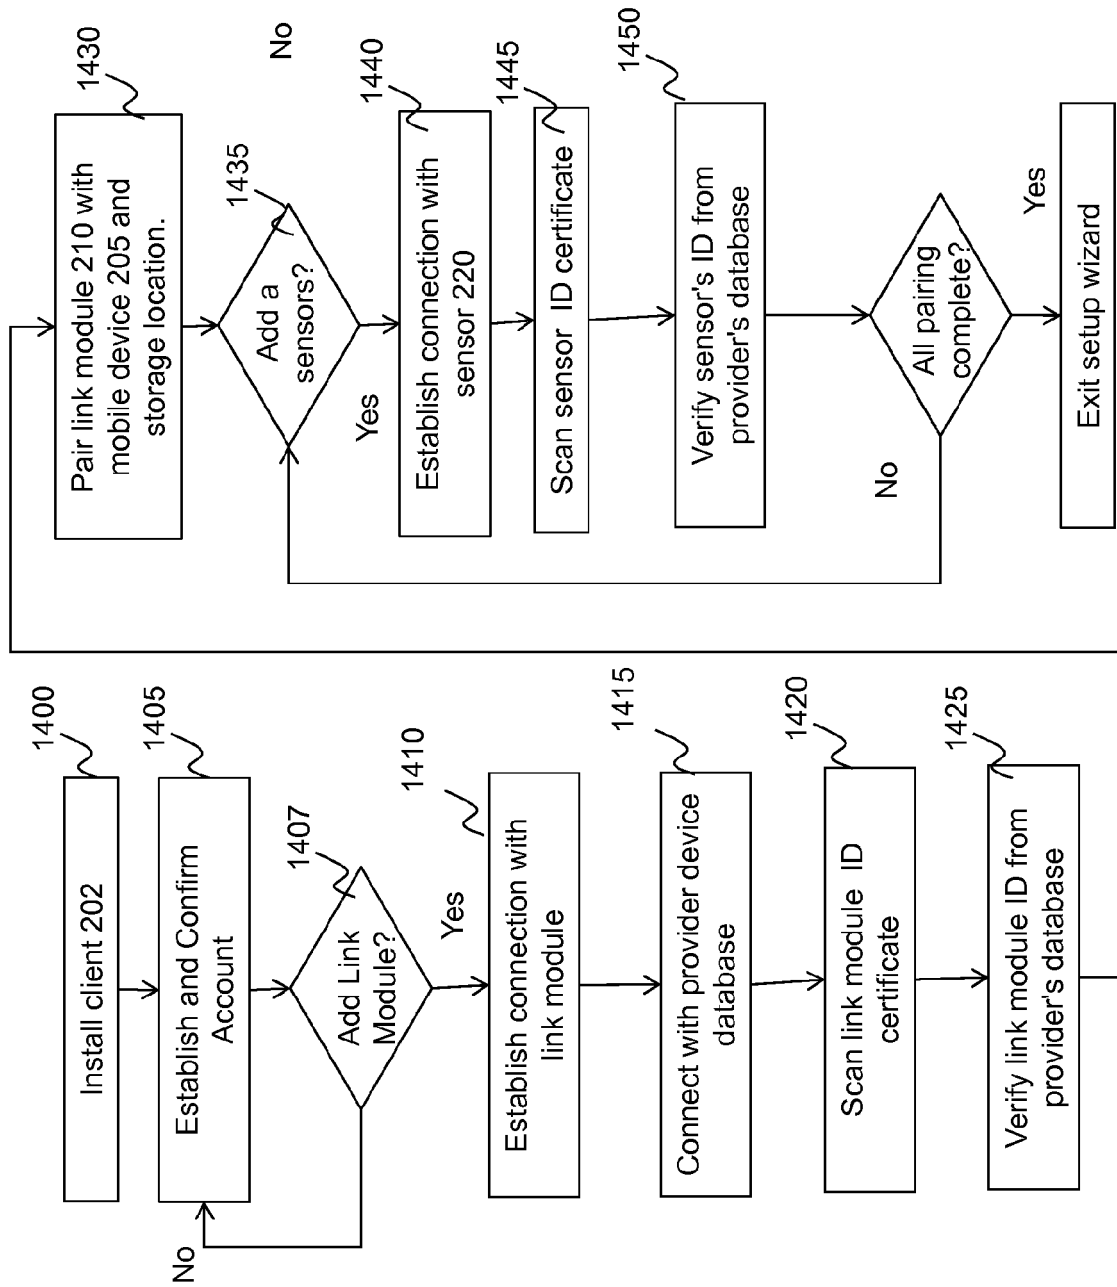 1400
Install client 202
1405
Establish and Confirm
Account
1407
Add Link
Module?
No
Yes
1410
Establish connection with
link module
1415
Connect with provider device
database
1420
Scan link module ID
certificate
1425
Verify link module ID from
provider's database
1430
Pair link module 210 with
mobile device 205 and
storage location.
1435
No
Add a
sensors?
Yes
1440
Establish connection with
sensor 220
1445
Scan sensor ID certificate
1450
Verify sensor's ID from
provider's database
All pairing
complete?
No
Yes
Exit setup wizard